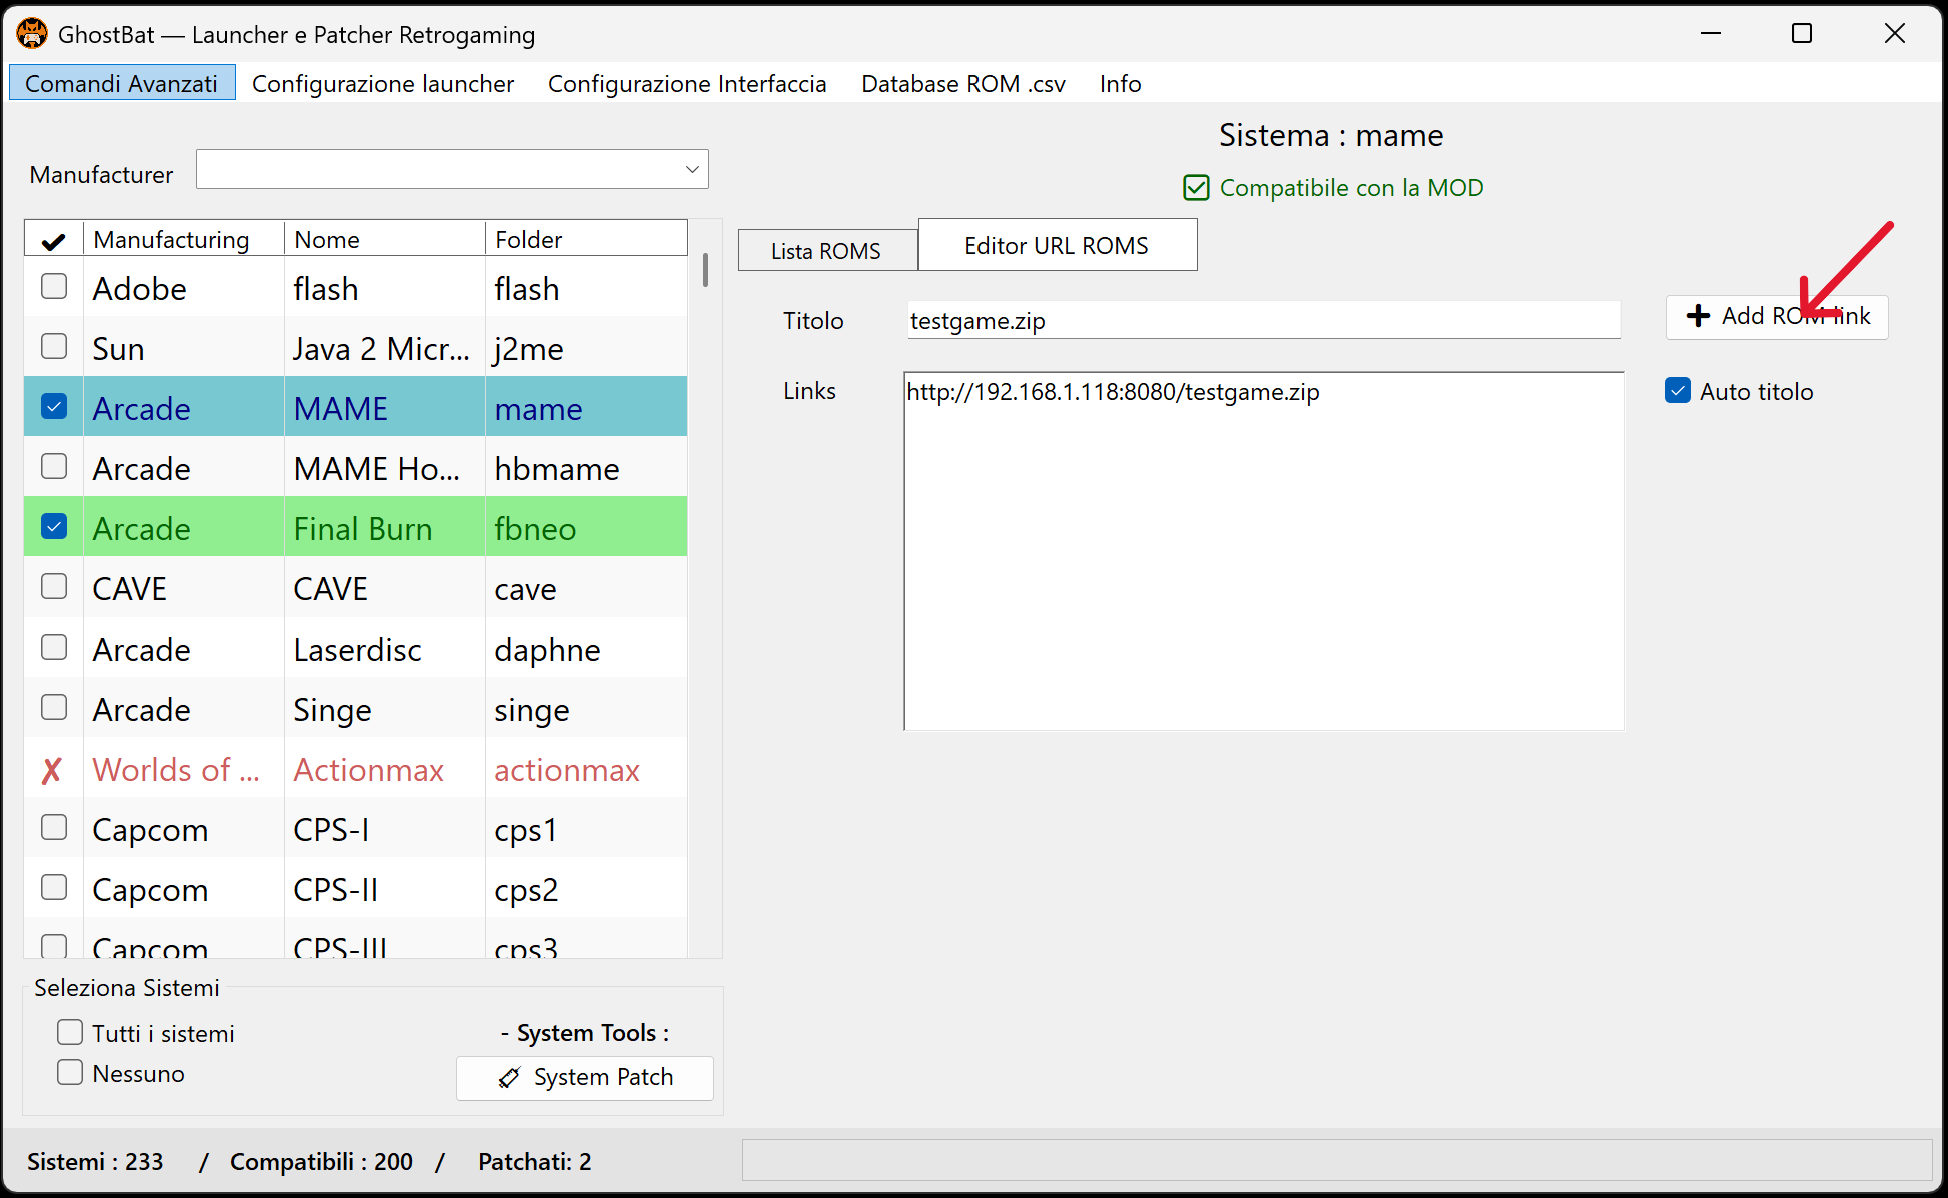 GhostBat — Launcher e Patcher Retrogaming
Comandi Avanzati Configurazione launcher Configurazione Interfaccia Database ROM .csv Info
Sistema : mame
Compatibile con la MOD
Manufacturer
Manufacturing Nome Folder
Adobe flash flash
Sun Java 2 Micr... j2me
Arcade MAME mame
Arcade MAME Ho... hbmame
Arcade Final Burn fbneo
CAVE CAVE cave
Arcade Laserdisc daphne
Arcade Singe singe
Worlds of ... Actionmax actionmax
Capcom CPS-I cps1
Capcom CPS-II cps2
Capcom CPS-III cps3
Lista ROMS Editor URL ROMS
Titolo testgame.zip Add ROM link
Links http://192.168.1.118:8080/testgame.zip Auto titolo
Seleziona Sistemi
Tutti i sistemi
Nessuno
- System Tools :
System Patch
Sistemi : 233 / Compatibili : 200 / Patchati: 2